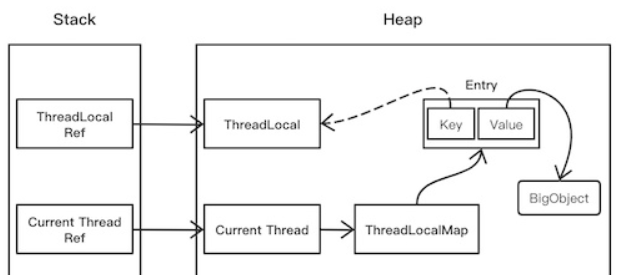 Stack
Heap
Entry
ThreadLocal
Ref
ThreadLocal
Key
Value
BigObject
Current Thread
Ref
Current Thread
ThreadLocalMap